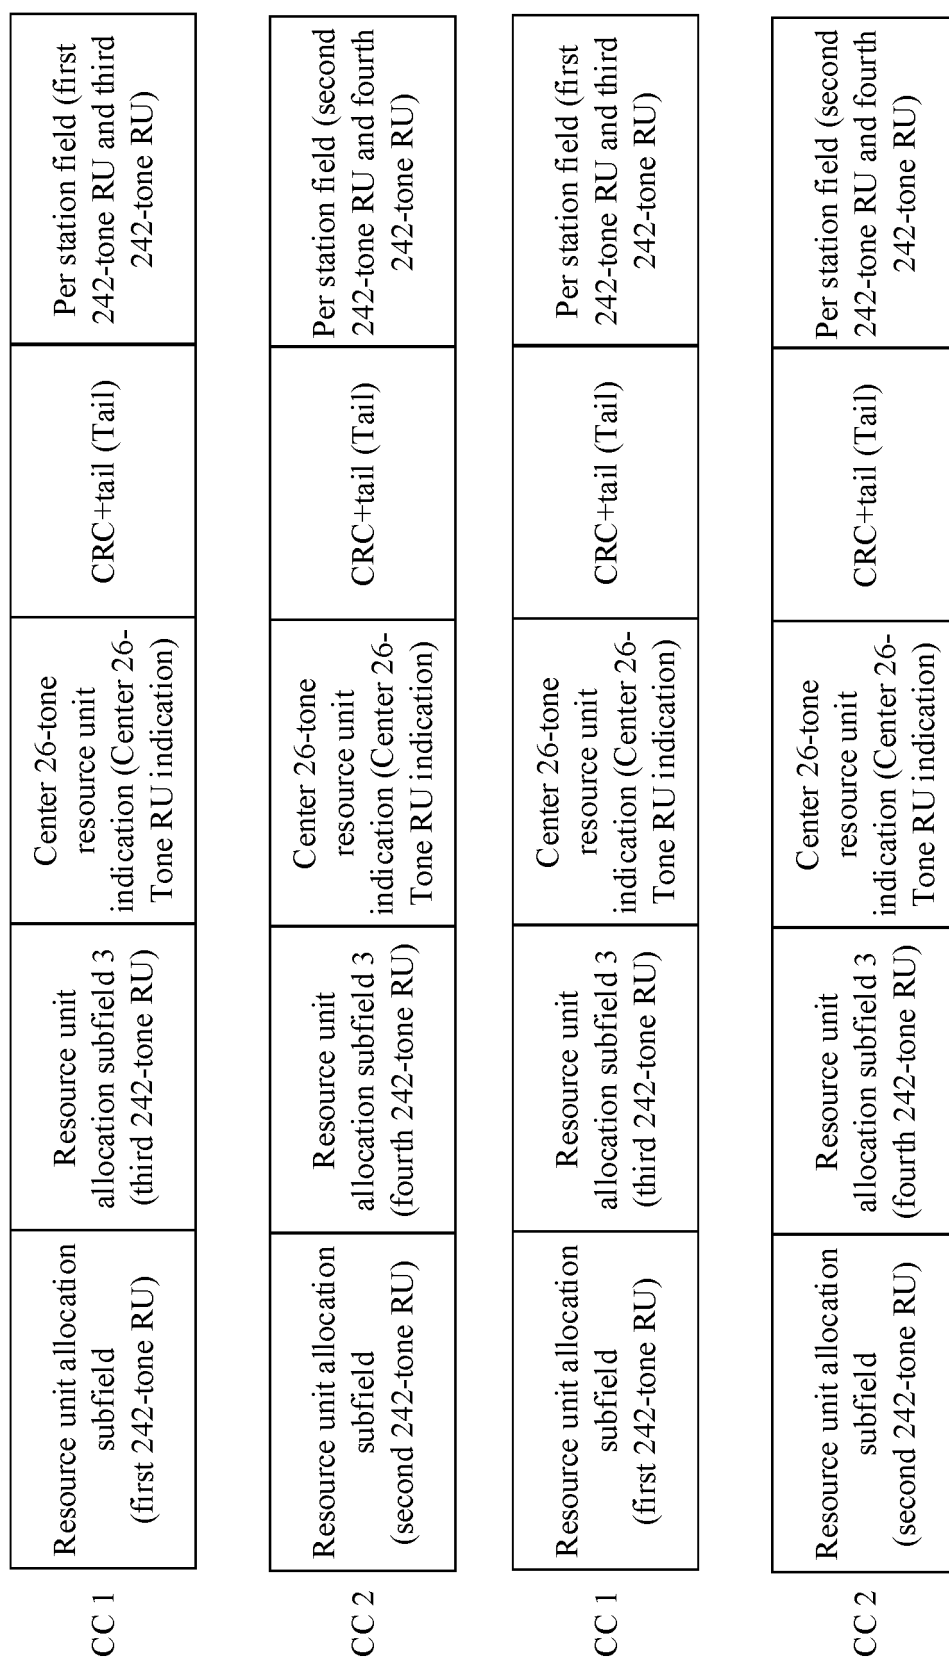 CC 1
Resource unit allocation
subfield
(first 242-tone RU)
Resource unit
allocation subfield 3
(third 242-tone RU)
Center 26-tone
resource unit
indication (Center 26-
Tone RU indication)
CRC+tail (Tail)
Per station field (first
242-tone RU and third
242-tone RU)
CC 2
Resource unit allocation
subfield
(second 242-tone RU)
Resource unit
allocation subfield 3
(fourth 242-tone RU)
Center 26-tone
resource unit
indication (Center 26-
Tone RU indication)
CRC+tail (Tail)
Per station field (second
242-tone RU and fourth
242-tone RU)
CC 1
Resource unit allocation
subfield
(first 242-tone RU)
Resource unit
allocation subfield 3
(third 242-tone RU)
Center 26-tone
resource unit
indication (Center 26-
Tone RU indication)
CRC+tail (Tail)
Per station field (first
242-tone RU and third
242-tone RU)
CC 2
Resource unit allocation
subfield
(second 242-tone RU)
Resource unit
allocation subfield 3
(fourth 242-tone RU)
Center 26-tone
resource unit
indication (Center 26-
Tone RU indication)
CRC+tail (Tail)
Per station field (second
242-tone RU and fourth
242-tone RU)